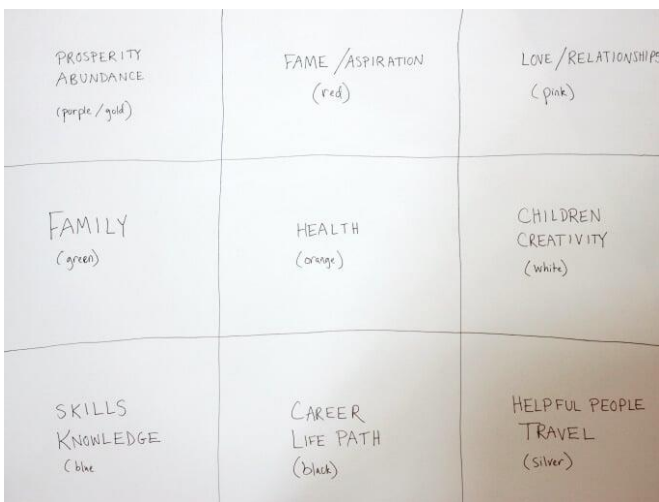 PROSPERITY
ABUNDANCE
(purple/gold)
FAME/ASPIRATION
(red)
LOVE/RELATIONSHIPS
(pink)
FAMILY
(green)
HEALTH
(orange)
CHILDREN
CREATIVITY
(white)
SKILLS
KNOWLEDGE
(blue
CAREER
LIFE PATH
(black)
HELPFUL PEOPLE
TRAVEL
(silver)